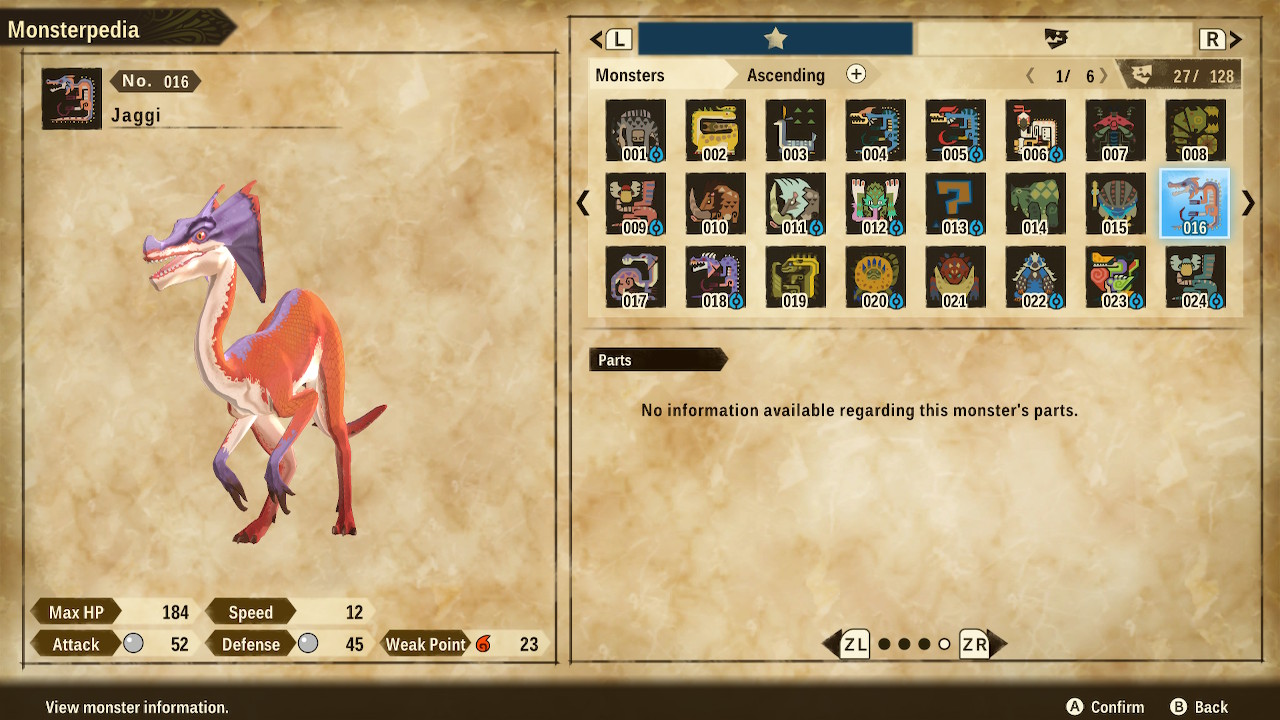 Monsterpedia
No. 016
Jaggi
Max HP 184 Speed 12
Attack 52 Defense 45 Weak Point 23
L R
Monsters Ascending 1/ 6 27/ 128
001 002 003 004 005 006 007 008
009 010 011 012 013 014 015 016
017 018 019 020 021 022 023 024
Parts
No information available regarding this monster's parts.
ZL ZR
View monster information.
A Confirm B Back